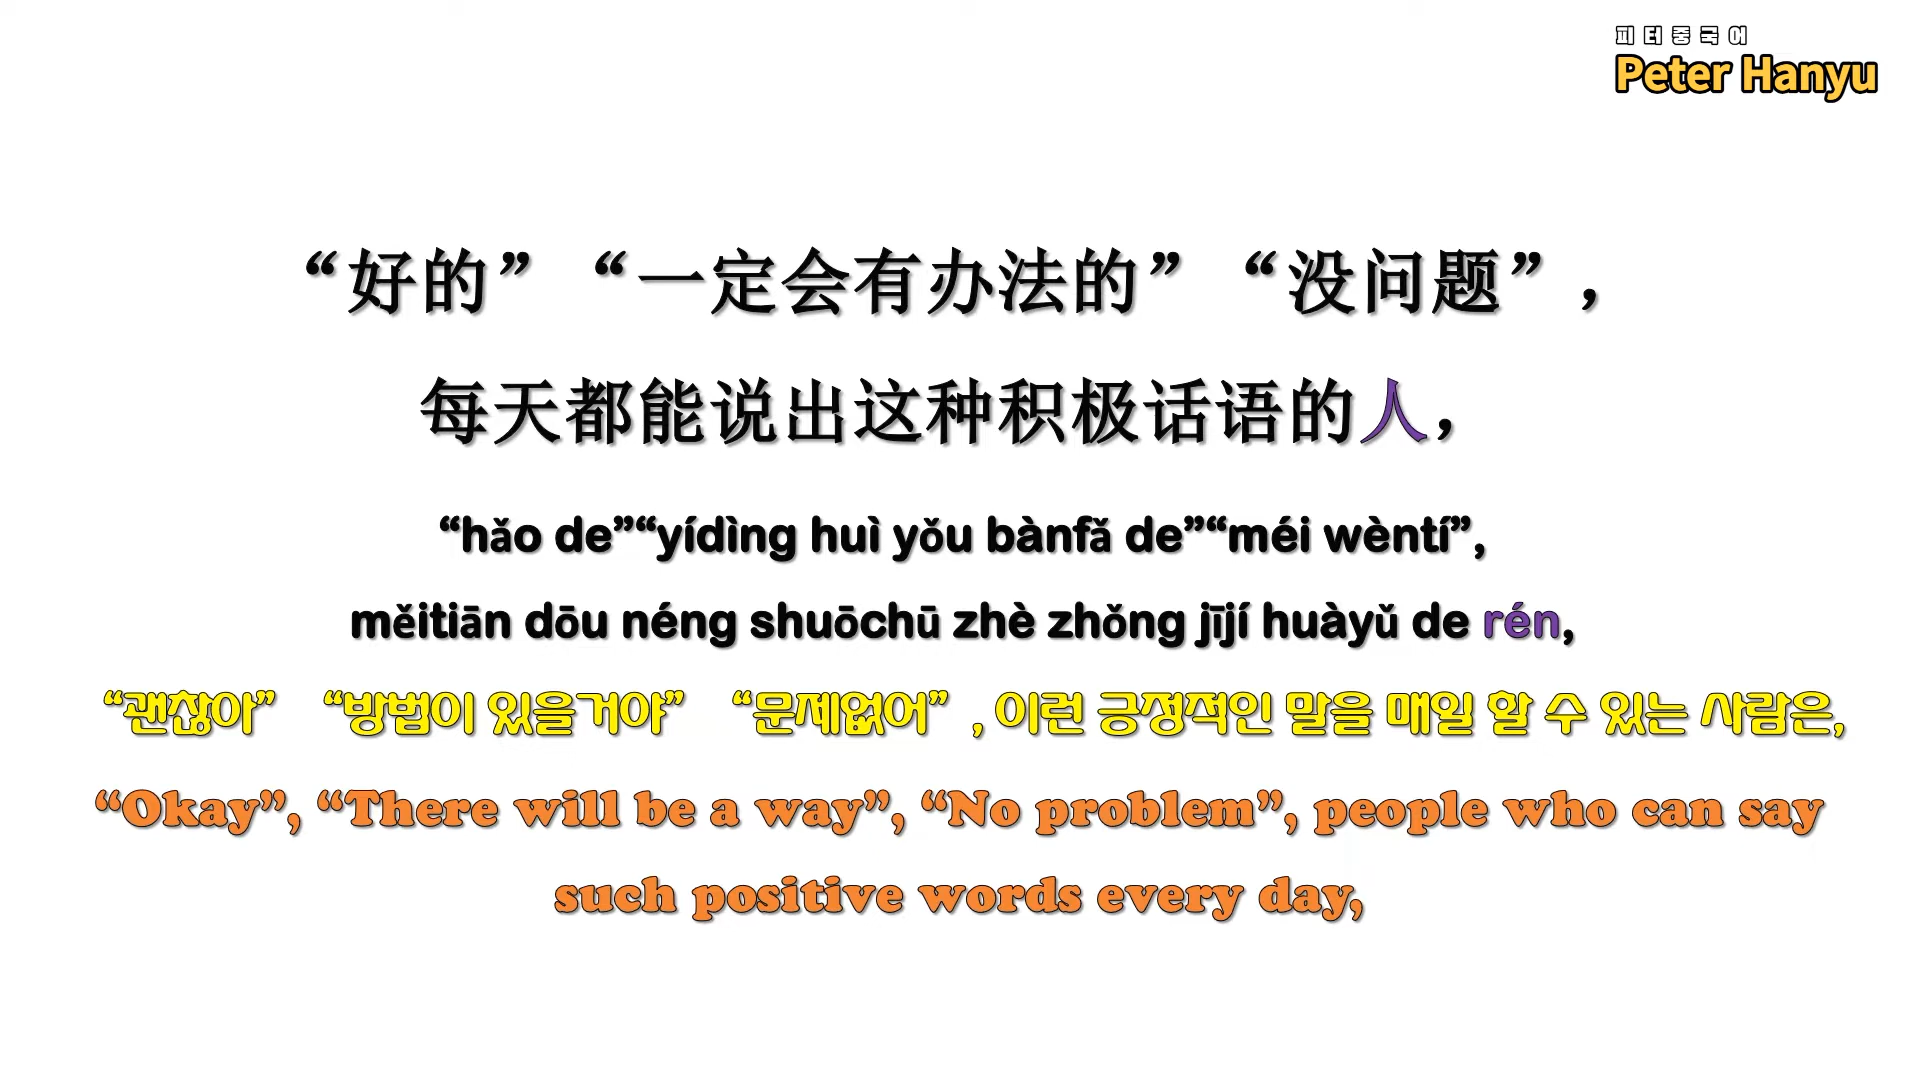 피터중국어
Peter Hanyu
“好的”“一定会有办法的”“没问题”，
每天都能说出这种积极话语的人，
“hǎo de”“yídìng huì yǒu bànfǎ de”“méi wèntí”,
měitiān dōu néng shuōchū zhè zhǒng jījí huàyǔ de rén,
“괜찮아” “방법이 있을거야” “문제없어”, 이런 긍정적인 말을 매일 할 수 있는 사람은,
“Okay”, “There will be a way”, “No problem”, people who can say
such positive words every day,